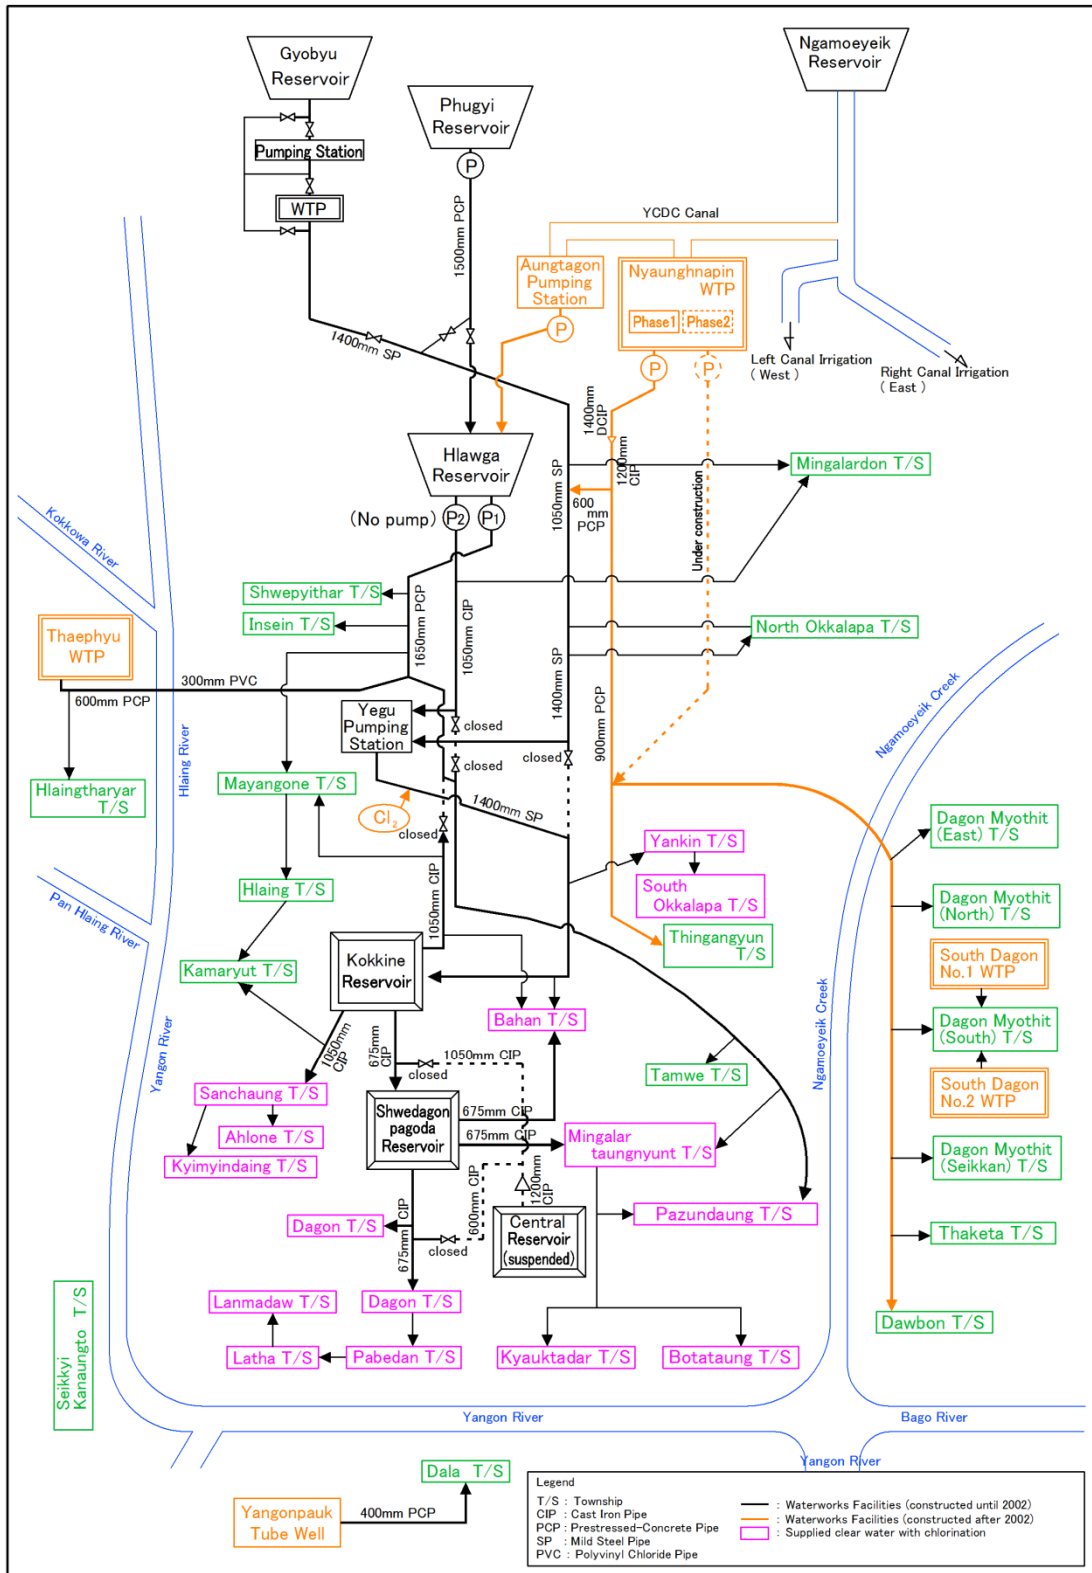 Gyobyu
Reservoir
Ngamoeyeik
Reservoir
Phugyi
Reservoir
Pumping Station
P
WTP
1500mm PCP
YCDC Canal
Aungtagon
Pumping
Station
P
Nyaunghnapin
WTP
Phase1
Phase2
P
P
1400mm SP
Left Canal Irrigation
( West )
Right Canal Irrigation
( East )
1400mm
DCIP
1200mm
CIP
Hlawga
Reservoir
1050mm SP
Mingalardon T/S
600
mm
PCP
(No pump)
P2
P1
Under construction
Kokkowa River
Shwepyithar T/S
Insein T/S
1650mm PCP
1050mm CIP
North Okkalapa T/S
Thaephyu
WTP
1400mm SP
300mm PVC
600mm PCP
900mm PCP
Ngamoeyeik Creek
Yegu
Pumping
Station
closed
closed
closed
Hlaing River
Hlaingtharyar
T/S
Mayangone T/S
Cl2
1400mm SP
closed
Yankin T/S
South
Okkalapa T/S
Dagon Myothit
(East) T/S
Hlaing T/S
1050mm CIP
Pan Hlaing River
Dagon Myothit
(North) T/S
Thingangyun
T/S
Kokkine
Reservoir
Kamaryut T/S
South Dagon
No.1 WTP
Bahan T/S
Dagon Myothit
(South) T/S
Yangon River
1050mm
CIP
675mm
CIP
1050mm CIP
closed
Tamwe T/S
Ngamoeyeik Creek
South Dagon
No.2 WTP
Sanchaung T/S
Shwedagon
pagoda
Reservoir
675mm CIP
675mm CIP
Ahlone T/S
Kyimyindaing T/S
Mingalar
taungnyunt T/S
Dagon Myothit
(Seikkan) T/S
600mm CIP
1200mm
CIP
Pazundaung T/S
Dagon T/S
675mm CIP
closed
Central
Reservoir
(suspended)
Thaketa T/S
Lanmadaw T/S
Dagon T/S
Dawbon T/S
Seikkyi
Kanaungto T/S
Latha T/S
Pabedan T/S
Kyauktadar T/S
Botataung T/S
Yangon River
Bago River
Yangon River
Dala T/S
Yangonpauk
Tube Well
400mm PCP
Legend
T/S : Township
CIP : Cast Iron Pipe
PCP : Prestressed-Concrete Pipe
SP : Mild Steel Pipe
PVC : Polyvinyl Chloride Pipe
: Waterworks Facilities (constructed until 2002)
: Waterworks Facilities (constructed after 2002)
: Supplied clear water with chlorination